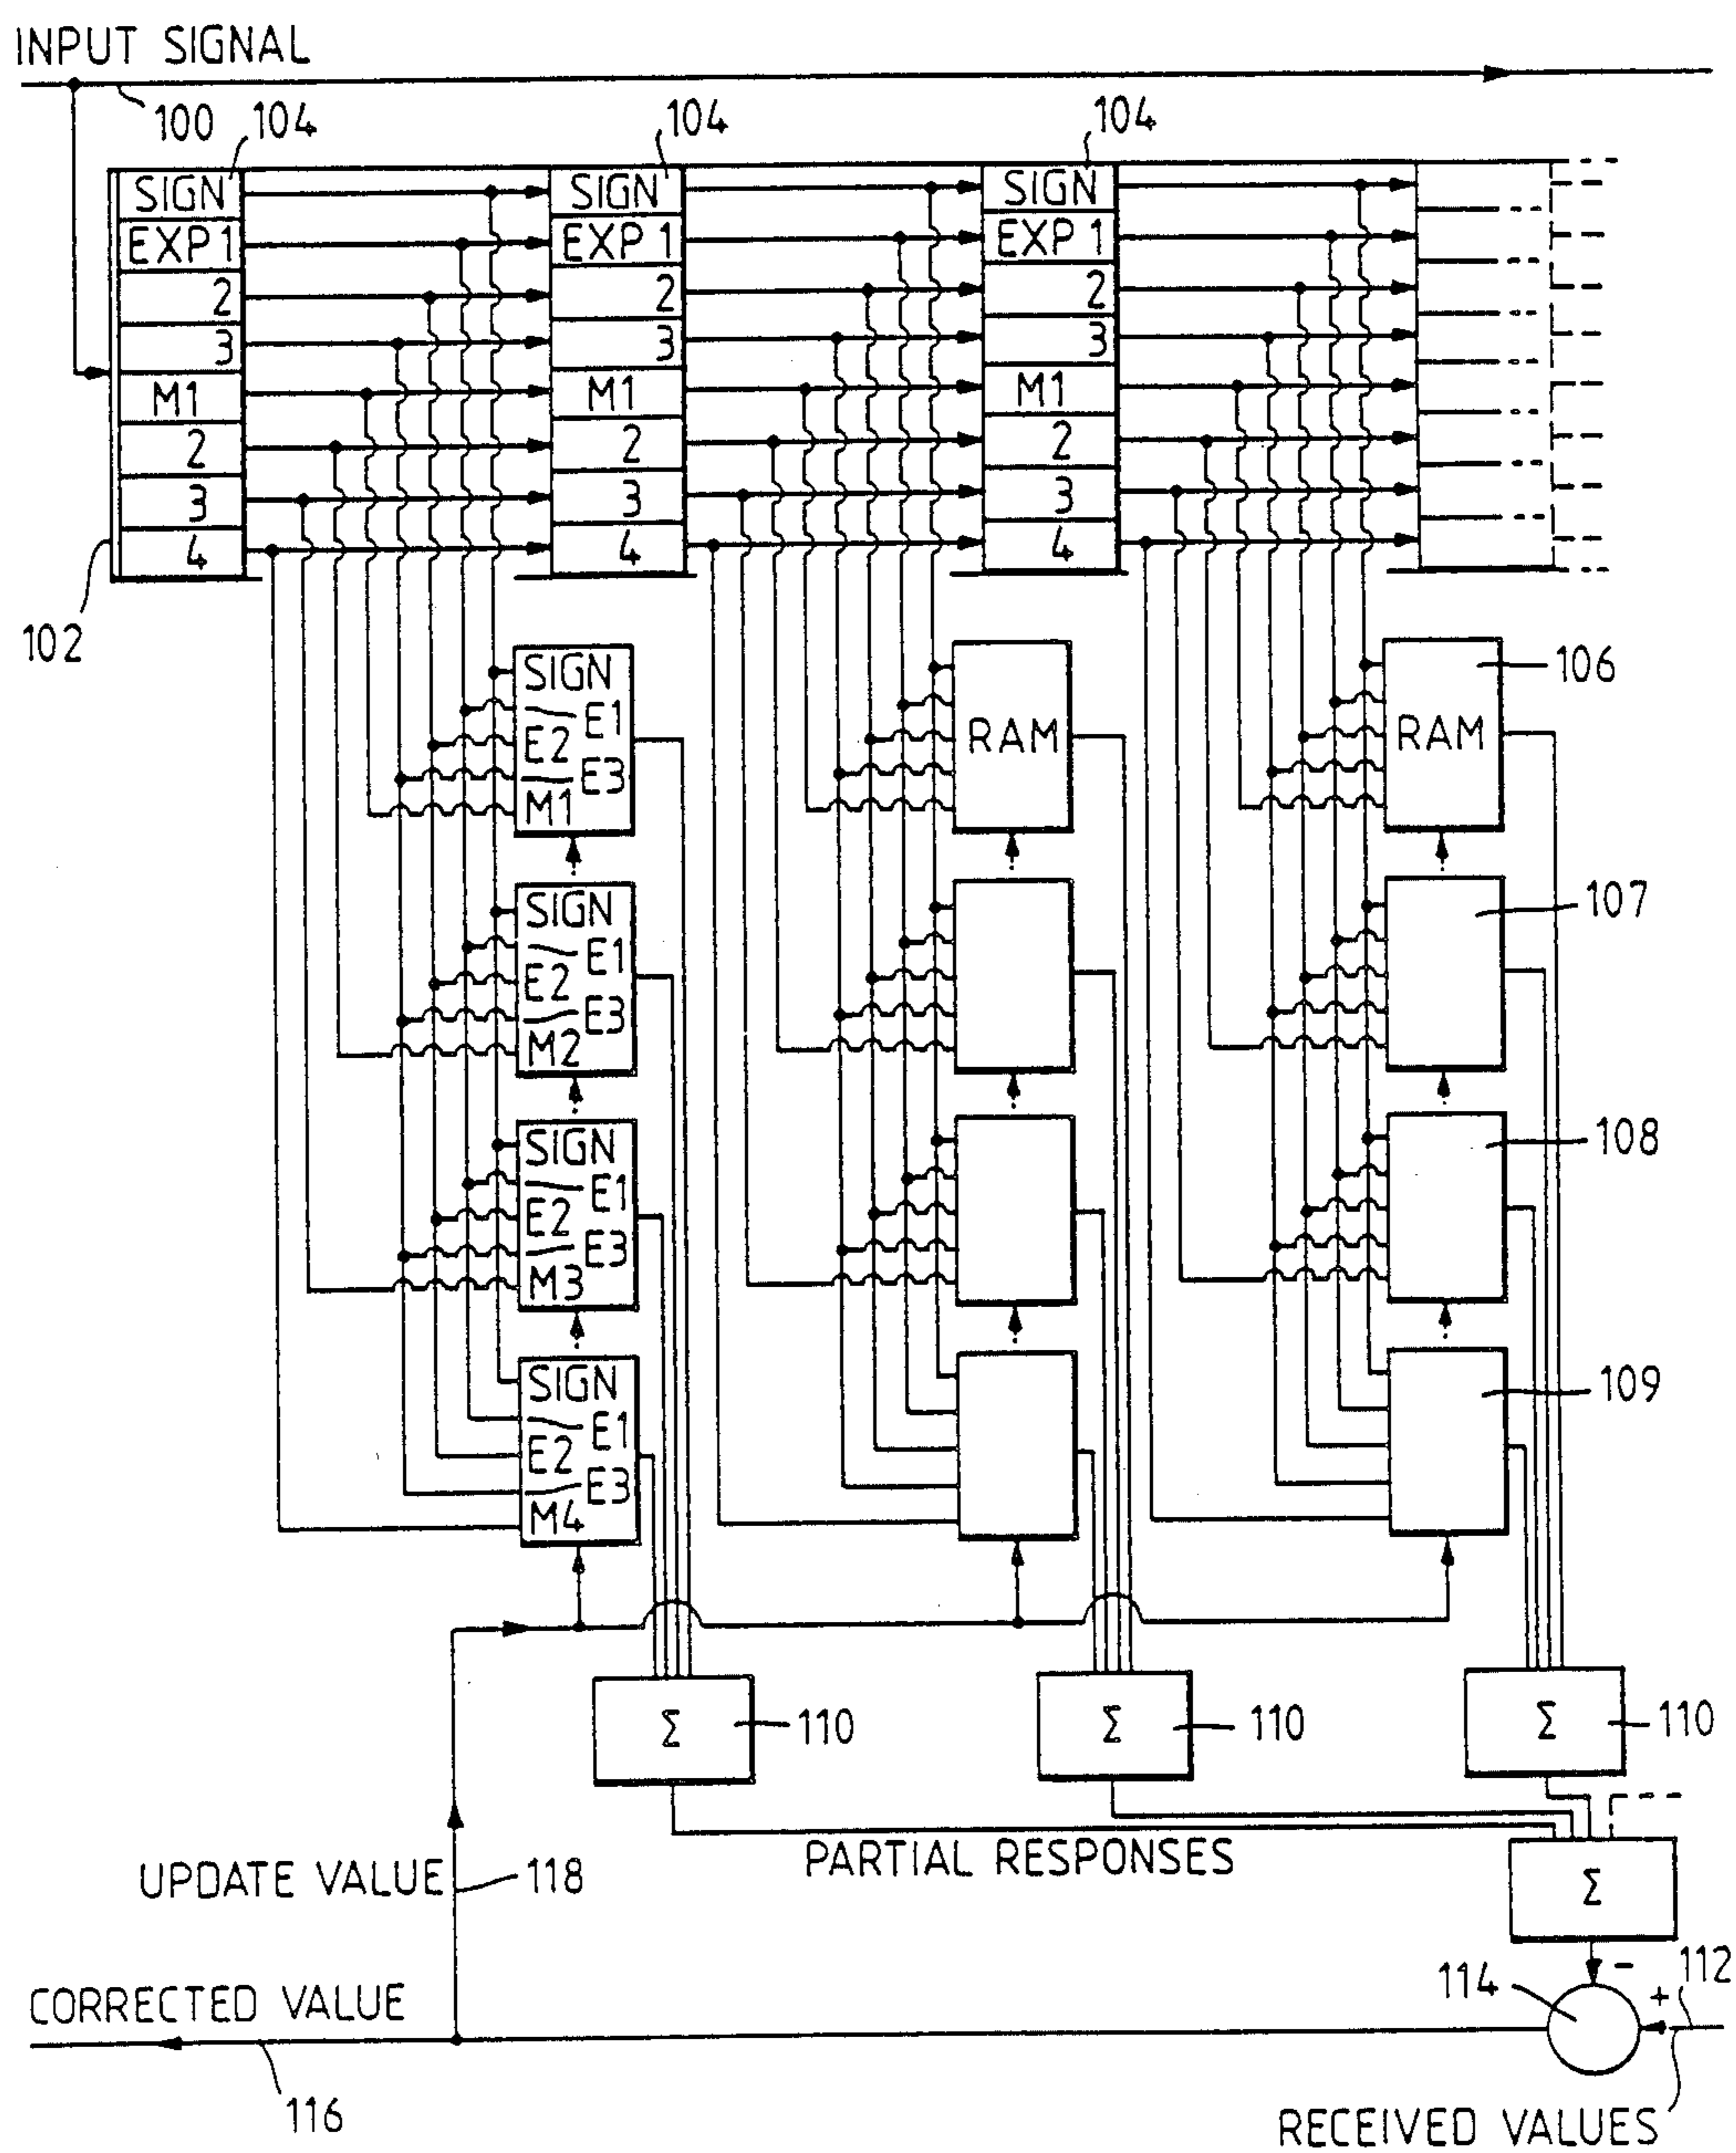 INPUT SIGNAL
100
104
104
104
SIGN
SIGN
SIGN
EXP 1
EXP 1
EXP 1
2
2
2
3
3
3
M1
M1
M1
2
2
2
3
3
3
4
4
4
102
SIGN
E1
E2
E3
M1
RAM
RAM
106
SIGN
E1
E2
E3
M2
107
SIGN
E1
E2
E3
M3
108
SIGN
E1
E2
E3
M4
109
Σ
110
Σ
110
Σ
110
PARTIAL RESPONSES
UPDATE VALUE
118
Σ
−
112
114
+
CORRECTED VALUE
116
RECEIVED VALUES